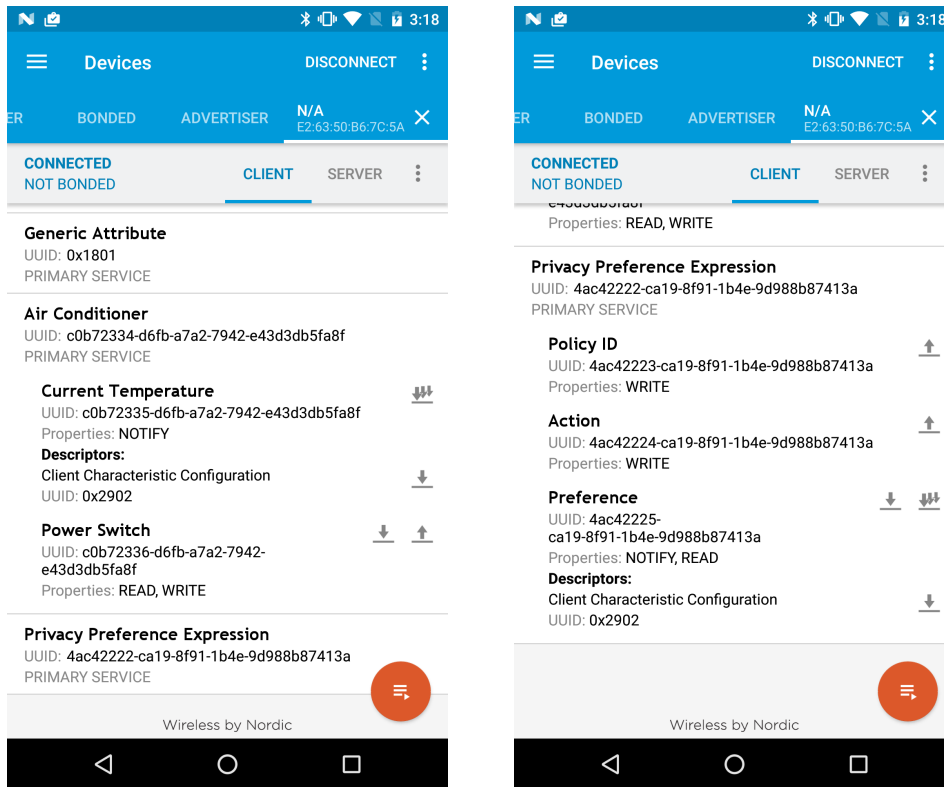 3:18
Devices
DISCONNECT
ER
BONDED
ADVERTISER
N/A
E2:63:50:B6:7C:5A
CONNECTED
NOT BONDED
CLIENT
SERVER
Generic Attribute
UUID: 0x1801
PRIMARY SERVICE
Air Conditioner
UUID: c0b72334-d6fb-a7a2-7942-e43d3db5fa8f
PRIMARY SERVICE
Current Temperature
UUID: c0b72335-d6fb-a7a2-7942-e43d3db5fa8f
Properties: NOTIFY
Descriptors:
Client Characteristic Configuration
UUID: 0x2902
Power Switch
UUID: c0b72336-d6fb-a7a2-7942-
e43d3db5fa8f
Properties: READ, WRITE
Privacy Preference Expression
UUID: 4ac42222-ca19-8f91-1b4e-9d988b87413a
PRIMARY SERVICE
Wireless by Nordic
3:18
Devices
DISCONNECT
ER
BONDED
ADVERTISER
N/A
E2:63:50:B6:7C:5A
CONNECTED
NOT BONDED
CLIENT
SERVER
e43d3db5fa8f
Properties: READ, WRITE
Privacy Preference Expression
UUID: 4ac42222-ca19-8f91-1b4e-9d988b87413a
PRIMARY SERVICE
Policy ID
UUID: 4ac42223-ca19-8f91-1b4e-9d988b87413a
Properties: WRITE
Action
UUID: 4ac42224-ca19-8f91-1b4e-9d988b87413a
Properties: WRITE
Preference
UUID: 4ac42225-
ca19-8f91-1b4e-9d988b87413a
Properties: NOTIFY, READ
Descriptors:
Client Characteristic Configuration
UUID: 0x2902
Wireless by Nordic